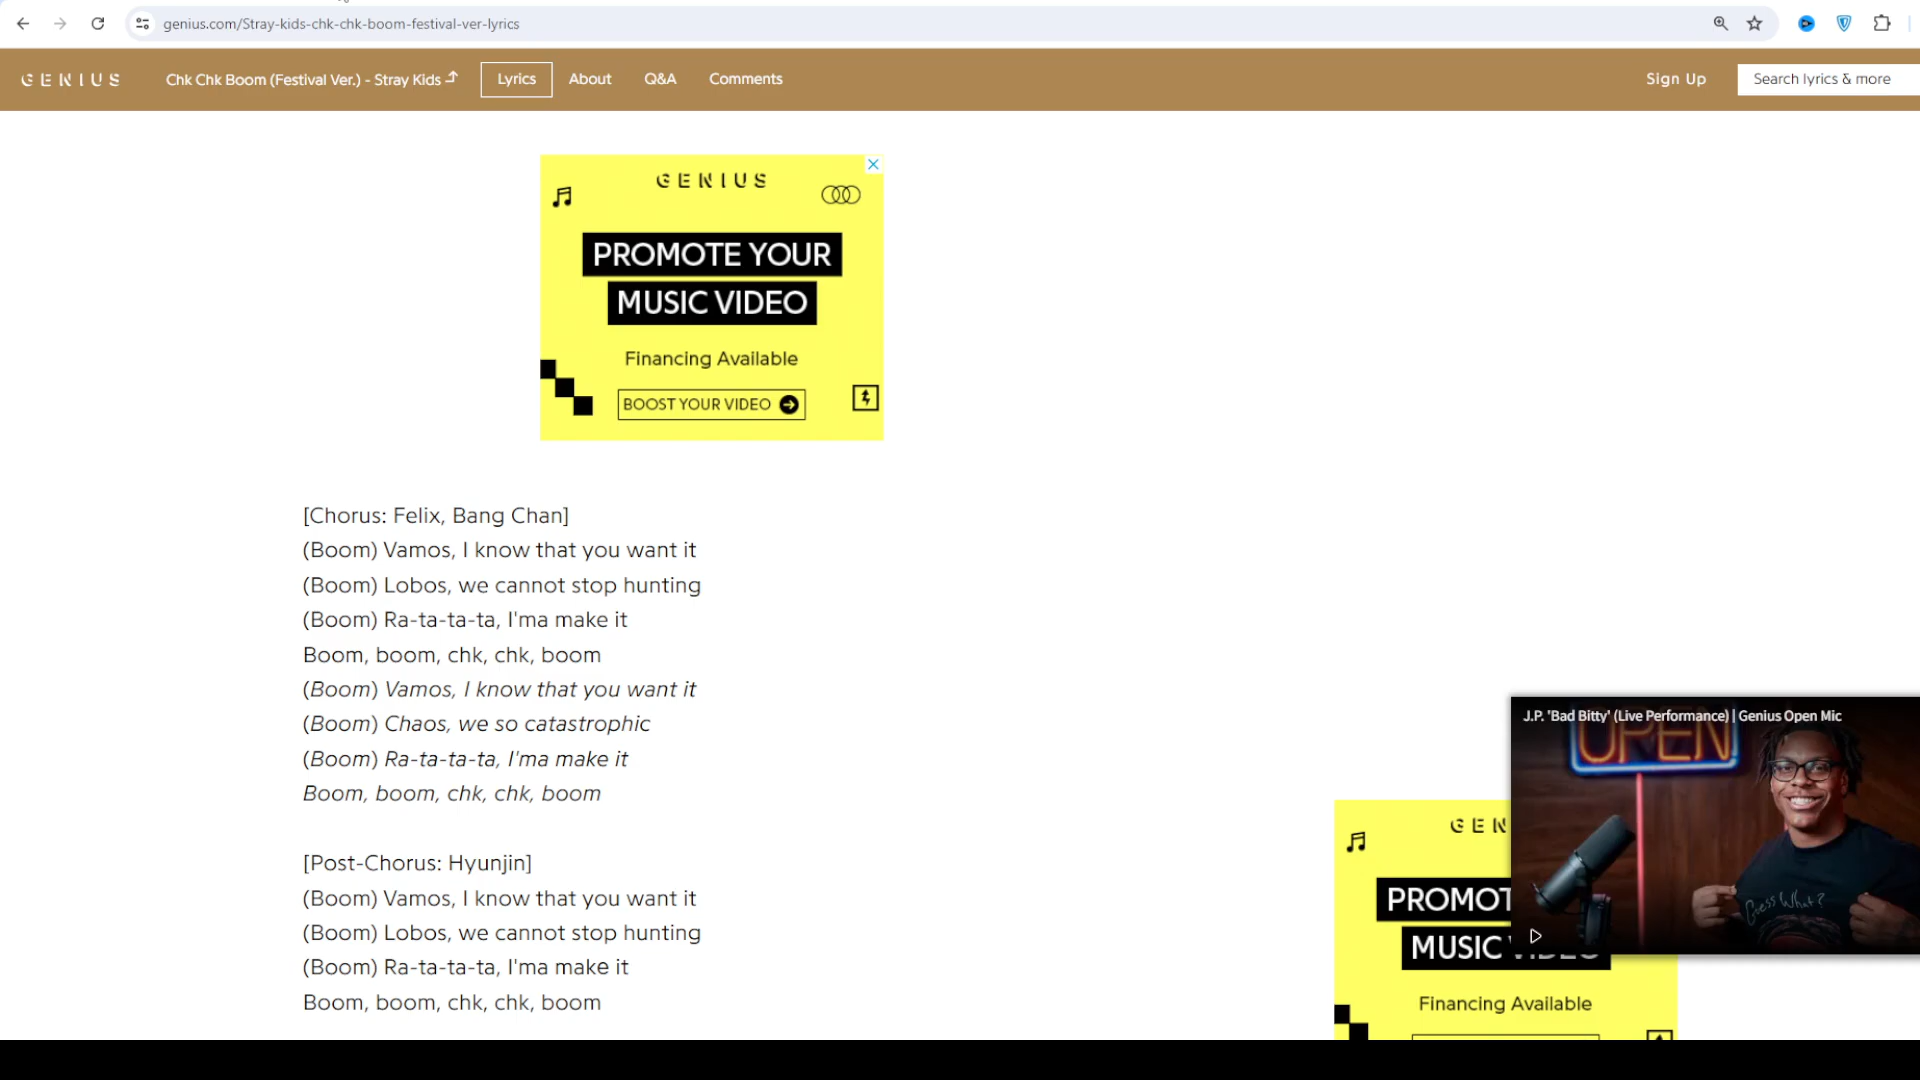 genius.com/Stray-kids-chk-chk-boom-festival-ver-lyrics
GENIUS
Chk Chk Boom (Festival Ver.) - Stray Kids
Lyrics
About
Q&A
Comments
Sign Up
Search lyrics & more
GENIUS
PROMOTE YOUR
MUSIC VIDEO
Financing Available
BOOST YOUR VIDEO
[Chorus: Felix, Bang Chan]
(Boom) Vamos, I know that you want it
(Boom) Lobos, we cannot stop hunting
(Boom) Ra-ta-ta-ta, I'ma make it
Boom, boom, chk, chk, boom
(Boom) Vamos, I know that you want it
(Boom) Chaos, we so catastrophic
(Boom) Ra-ta-ta-ta, I'ma make it
Boom, boom, chk, chk, boom
[Post-Chorus: Hyunjin]
(Boom) Vamos, I know that you want it
(Boom) Lobos, we cannot stop hunting
(Boom) Ra-ta-ta-ta, I'ma make it
Boom, boom, chk, chk, boom
J.P. 'Bad Bitty' (Live Performance) | Genius Open Mic
OPEN
Guess What?
GEN
PROMOT
MUSIC VIDEO
Financing Available